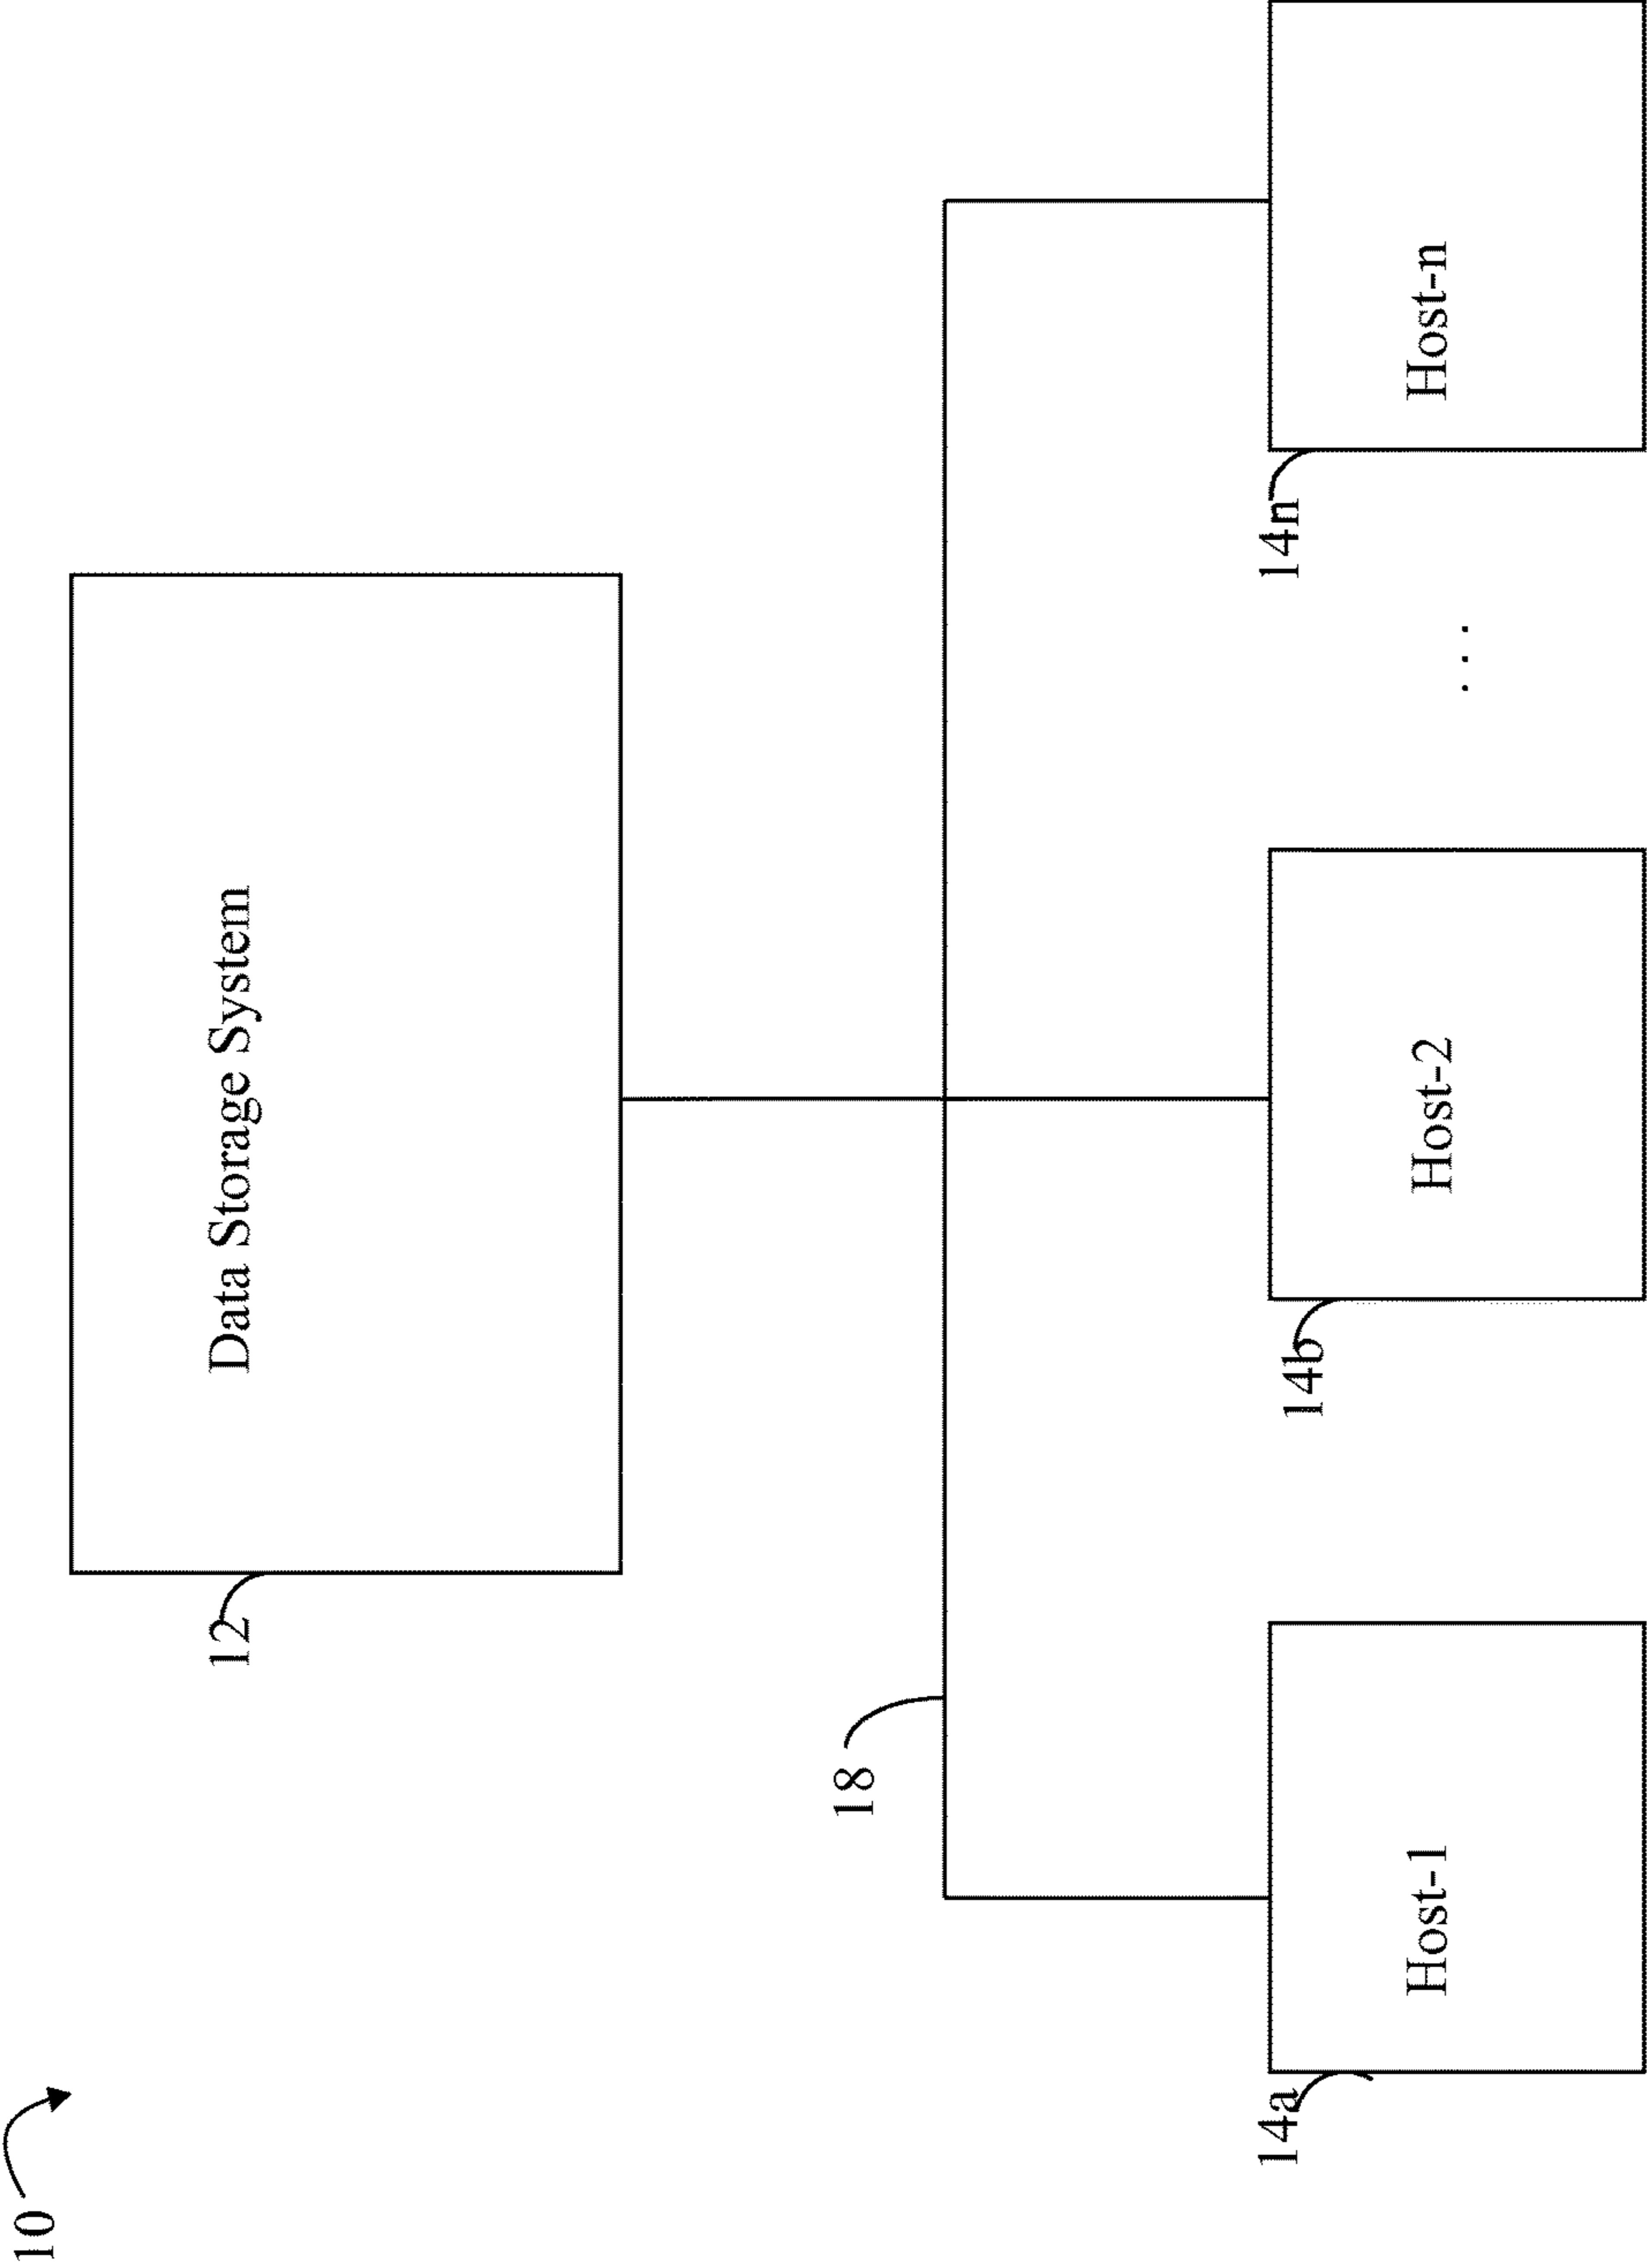 10
12
Data Storage System
18
14a
Host-1
14b
Host-2
. . .
14n
Host-n